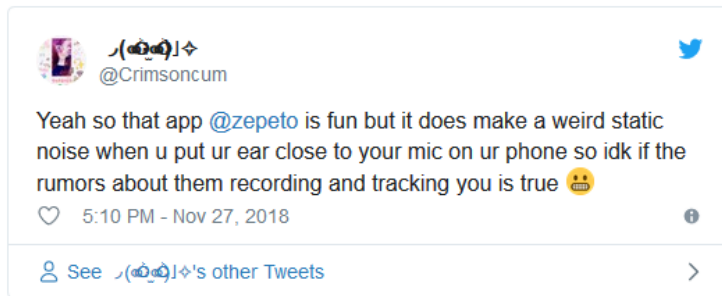 @Crimsoncum
Yeah so that app @zepeto is fun but it does make a weird static
noise when u put ur ear close to your mic on ur phone so idk if the
rumors about them recording and tracking you is true 😬
5:10 PM - Nov 27, 2018
See 's other Tweets